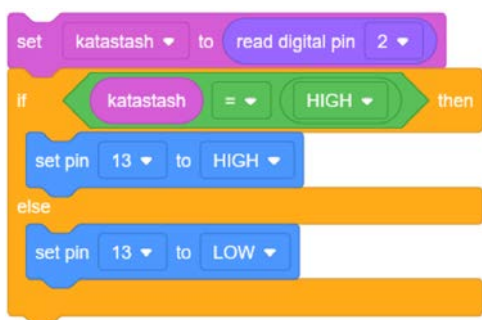 set katastash to read digital pin 2
if katastash = HIGH then
set pin 13 to HIGH
else
set pin 13 to LOW